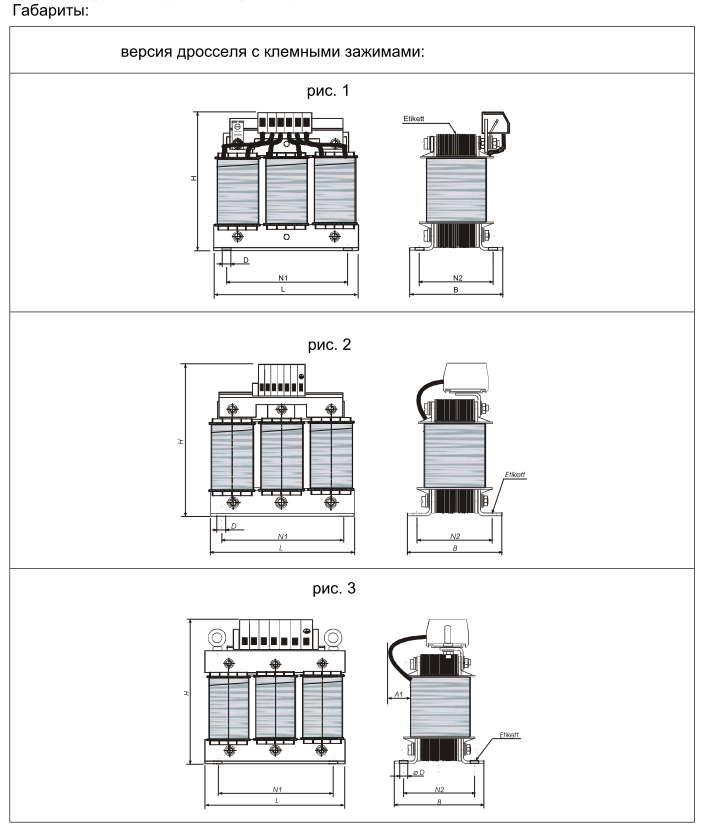 Габариты:
версия дросселя с клемными зажимами:
рис. 1
Etikett
H
D
N1
N2
L
B
рис. 2
H
Etikett
D
N1
N2
L
B
рис. 3
H
A1
Etikett
ø D
N1
N2
L
B